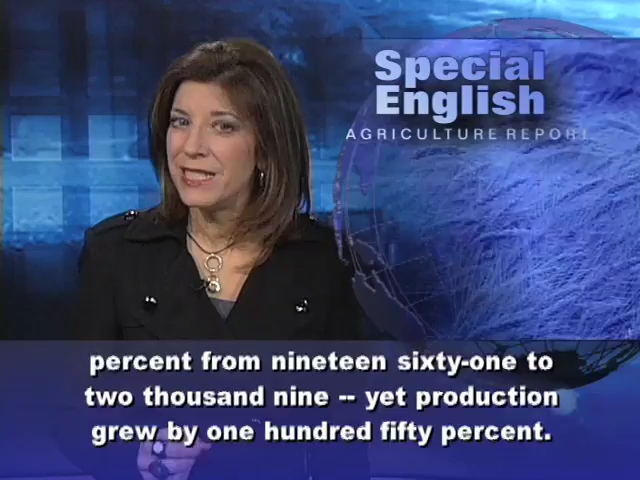 Special
English
AGRICULTURE REPORT
percent from nineteen sixty-one to
two thousand nine -- yet production
grew by one hundred fifty percent.